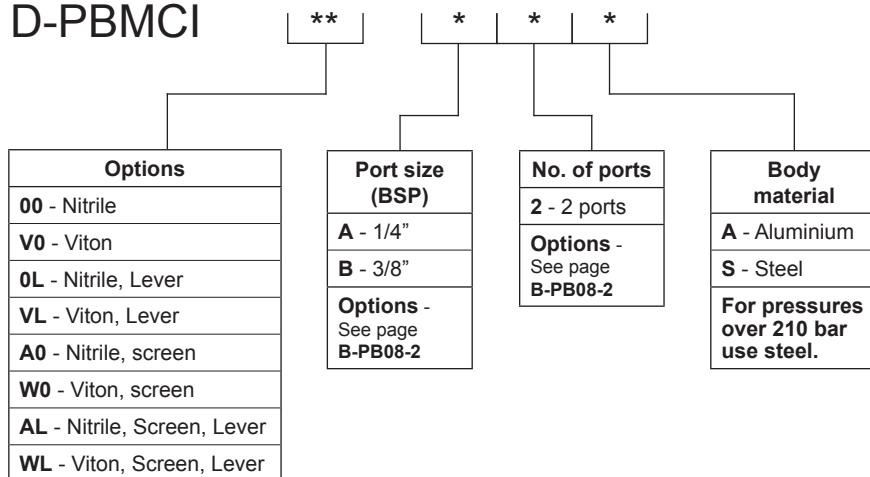 D-PBMCI ** * * *
Options
00 - Nitrile
V0 - Viton
0L - Nitrile, Lever
VL - Viton, Lever
A0 - Nitrile, screen
W0 - Viton, screen
AL - Nitrile, Screen, Lever
WL - Viton, Screen, Lever
Port size
(BSP)
A - 1/4”
B - 3/8”
Options -
See page
B-PB08-2
No. of ports
2 - 2 ports
Options -
See page
B-PB08-2
Body
material
A - Aluminium
S - Steel
For pressures
over 210 bar
use steel.